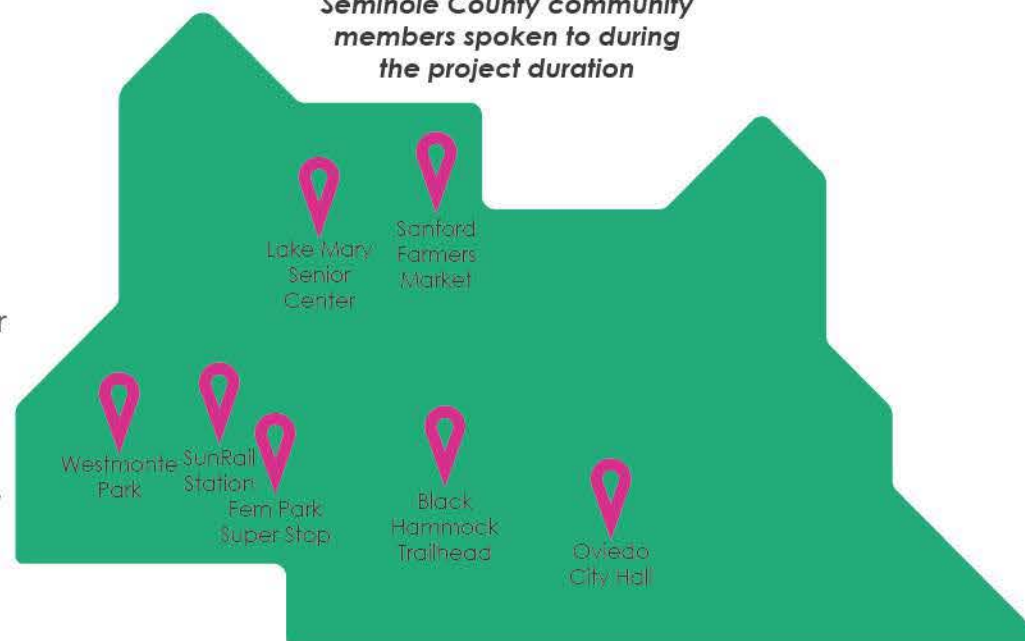 Seminole County community
members spoken to during
the project duration
Lake Mary
Senior
Center
Sanford
Farmers
Market
Westmonte
Park
SunRail
Station
Fern Park
Super Stop
Black
Hammock
Trailhead
Oviedo
City Hall